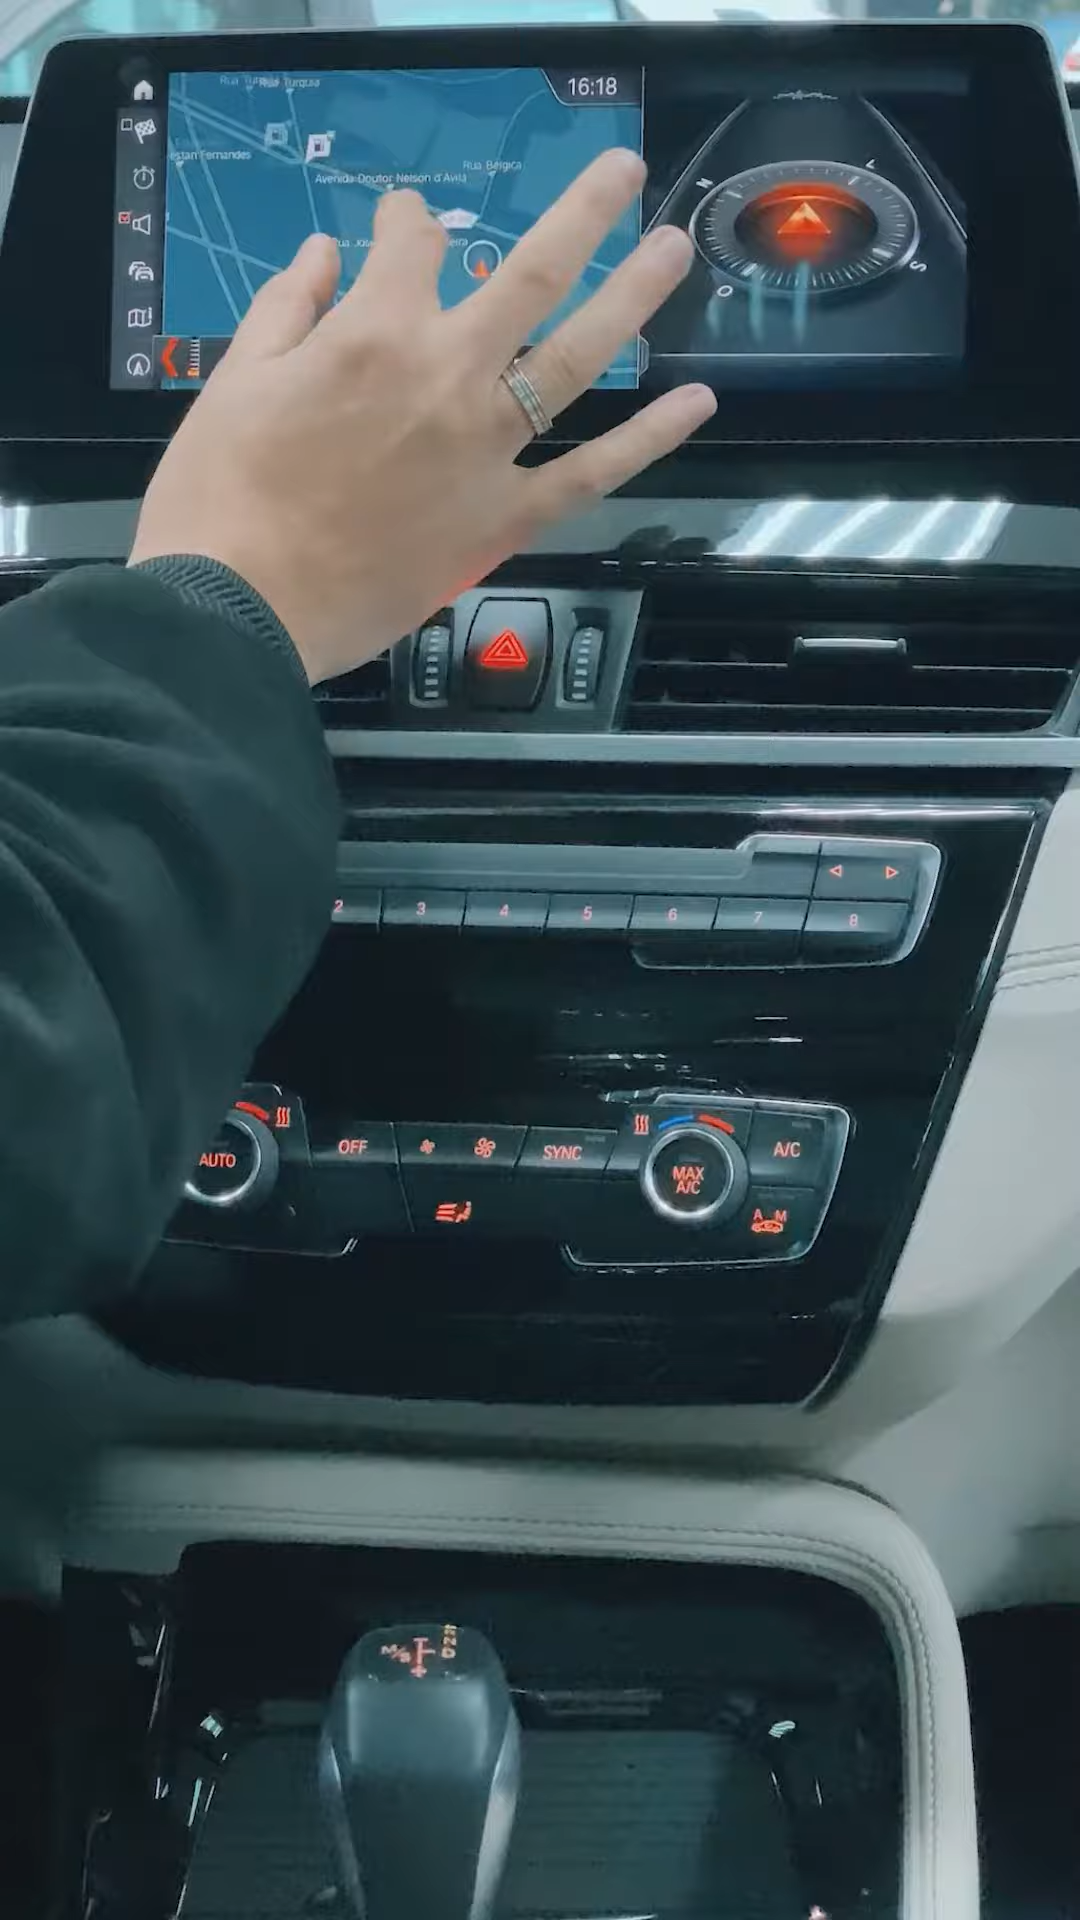 Rua Turquia
16:18
estan Fernandes
Rua Bélgica
Avenida Doutor Nelson d'Avila
Rua
N
L
S
O
2 3 4 5 6 7 8
AUTO
OFF
SYNC
MAX
A/C
A/C
A M
M/S
R
N
D